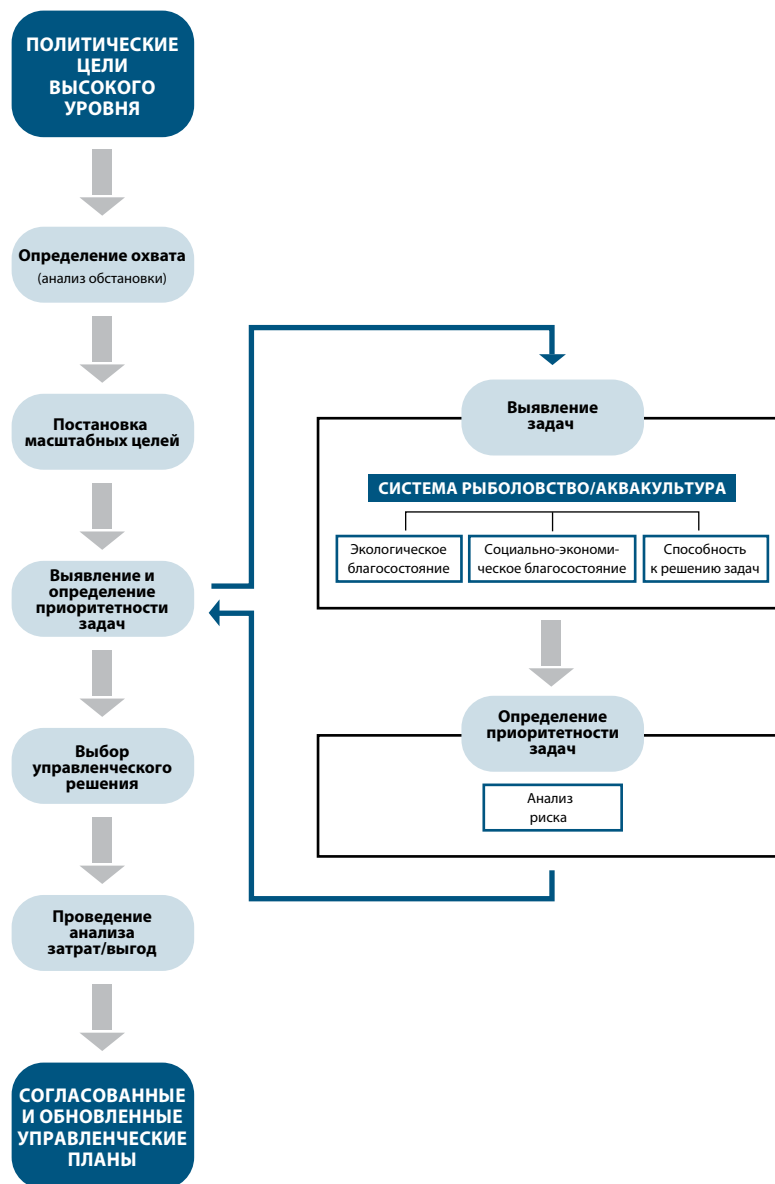 ПОЛИТИЧЕСКИЕ
ЦЕЛИ
ВЫСОКОГО
УРОВНЯ
Определение охвата
(анализ обстановки)
Постановка
масштабных целей
Выявление и
определение
приоритетности
задач
Выбор
управленческого
решения
Проведение
анализа
затрат/выгод
СОГЛАСОВАННЫЕ
И ОБНОВЛЕННЫЕ
УПРАВЛЕНЧЕСКИЕ
ПЛАНЫ
Выявление
задач
СИСТЕМА РЫБОЛОВСТВО/АКВАКУЛЬТУРА
Экологическое
благосостояние
Социально-экономи-
ческое благосостояние
Способность
к решению задач
Определение
приоритетности
задач
Анализ
риска